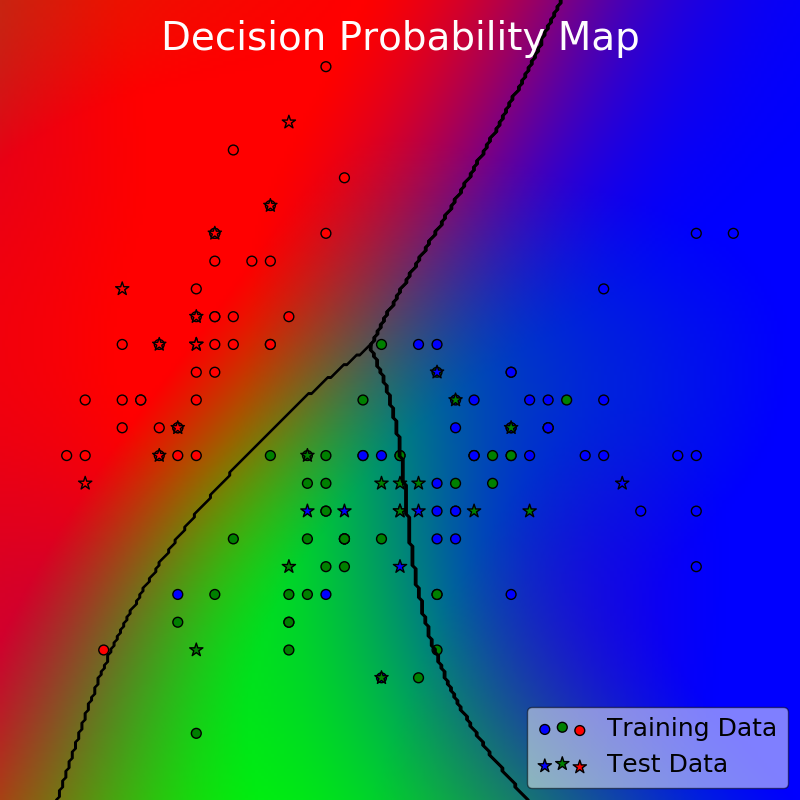 Decision Probability Map
Training Data
Test Data